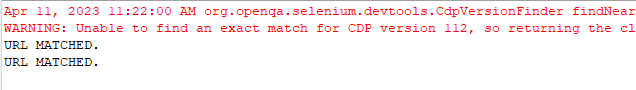 Apr 11, 2023 11:22:00 AM org.openqa.selenium.devtools.CdpVersionFinder findNear
WARNING: Unable to find an exact match for CDP version 112, so returning the cl
URL MATCHED.
URL MATCHED.